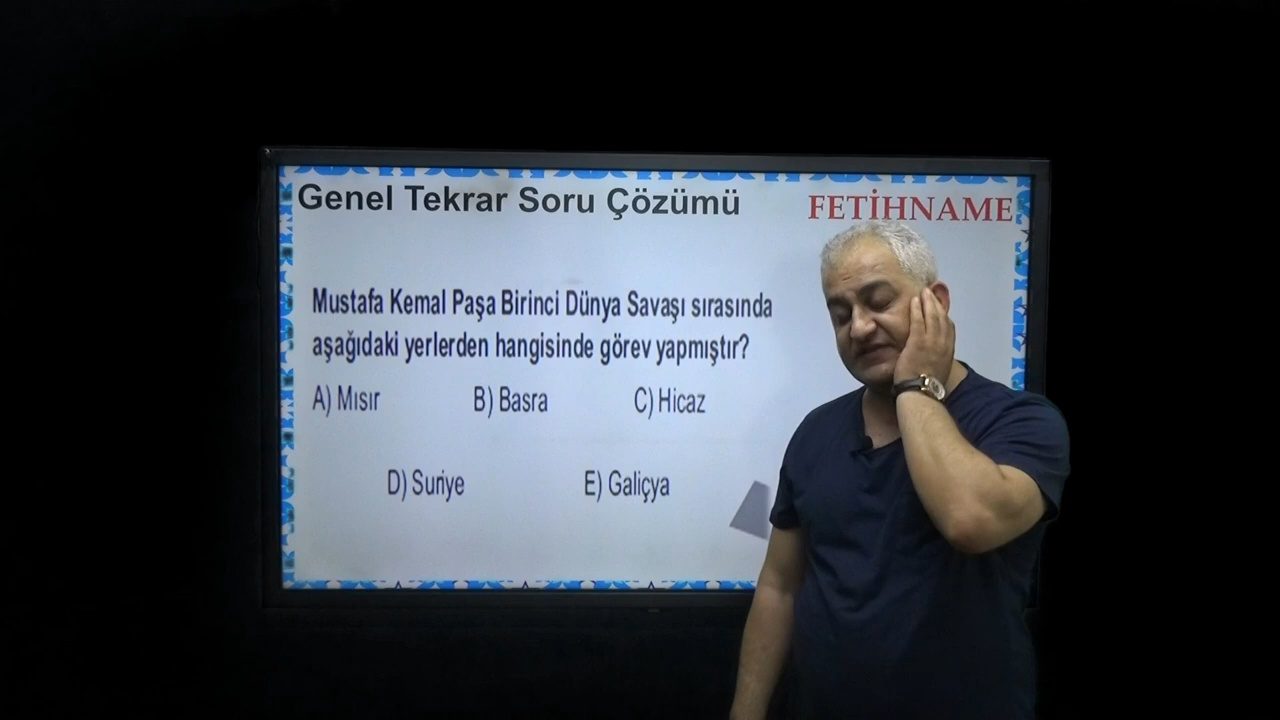 Genel Tekrar Soru Çözümü
FETİHNAME
Mustafa Kemal Paşa Birinci Dünya Savaşı sırasında
aşağıdaki yerlerden hangisinde görev yapmıştır?
A) Mısır B) Basra C) Hicaz
D) Suriye E) Galiçya